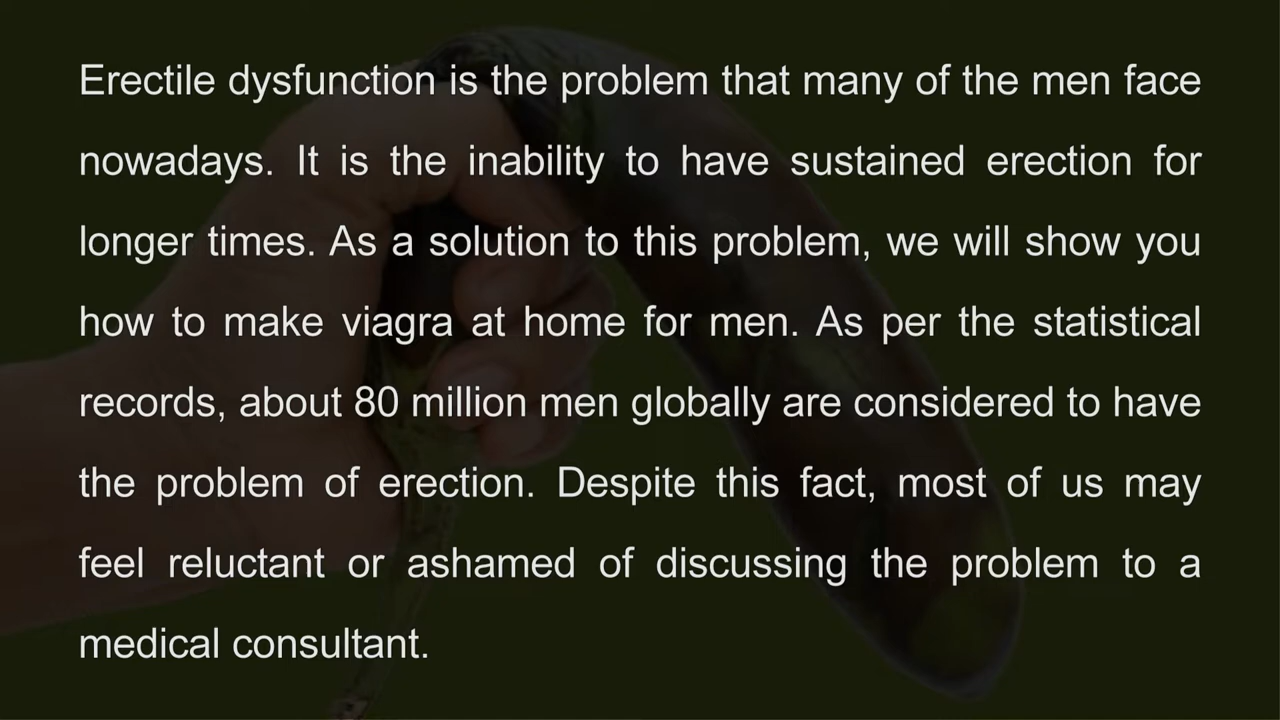 Erectile dysfunction is the problem that many of the men face
nowadays. It is the inability to have sustained erection for
longer times. As a solution to this problem, we will show you
how to make viagra at home for men. As per the statistical
records, about 80 million men globally are considered to have
the problem of erection. Despite this fact, most of us may
feel reluctant or ashamed of discussing the problem to a
medical consultant.